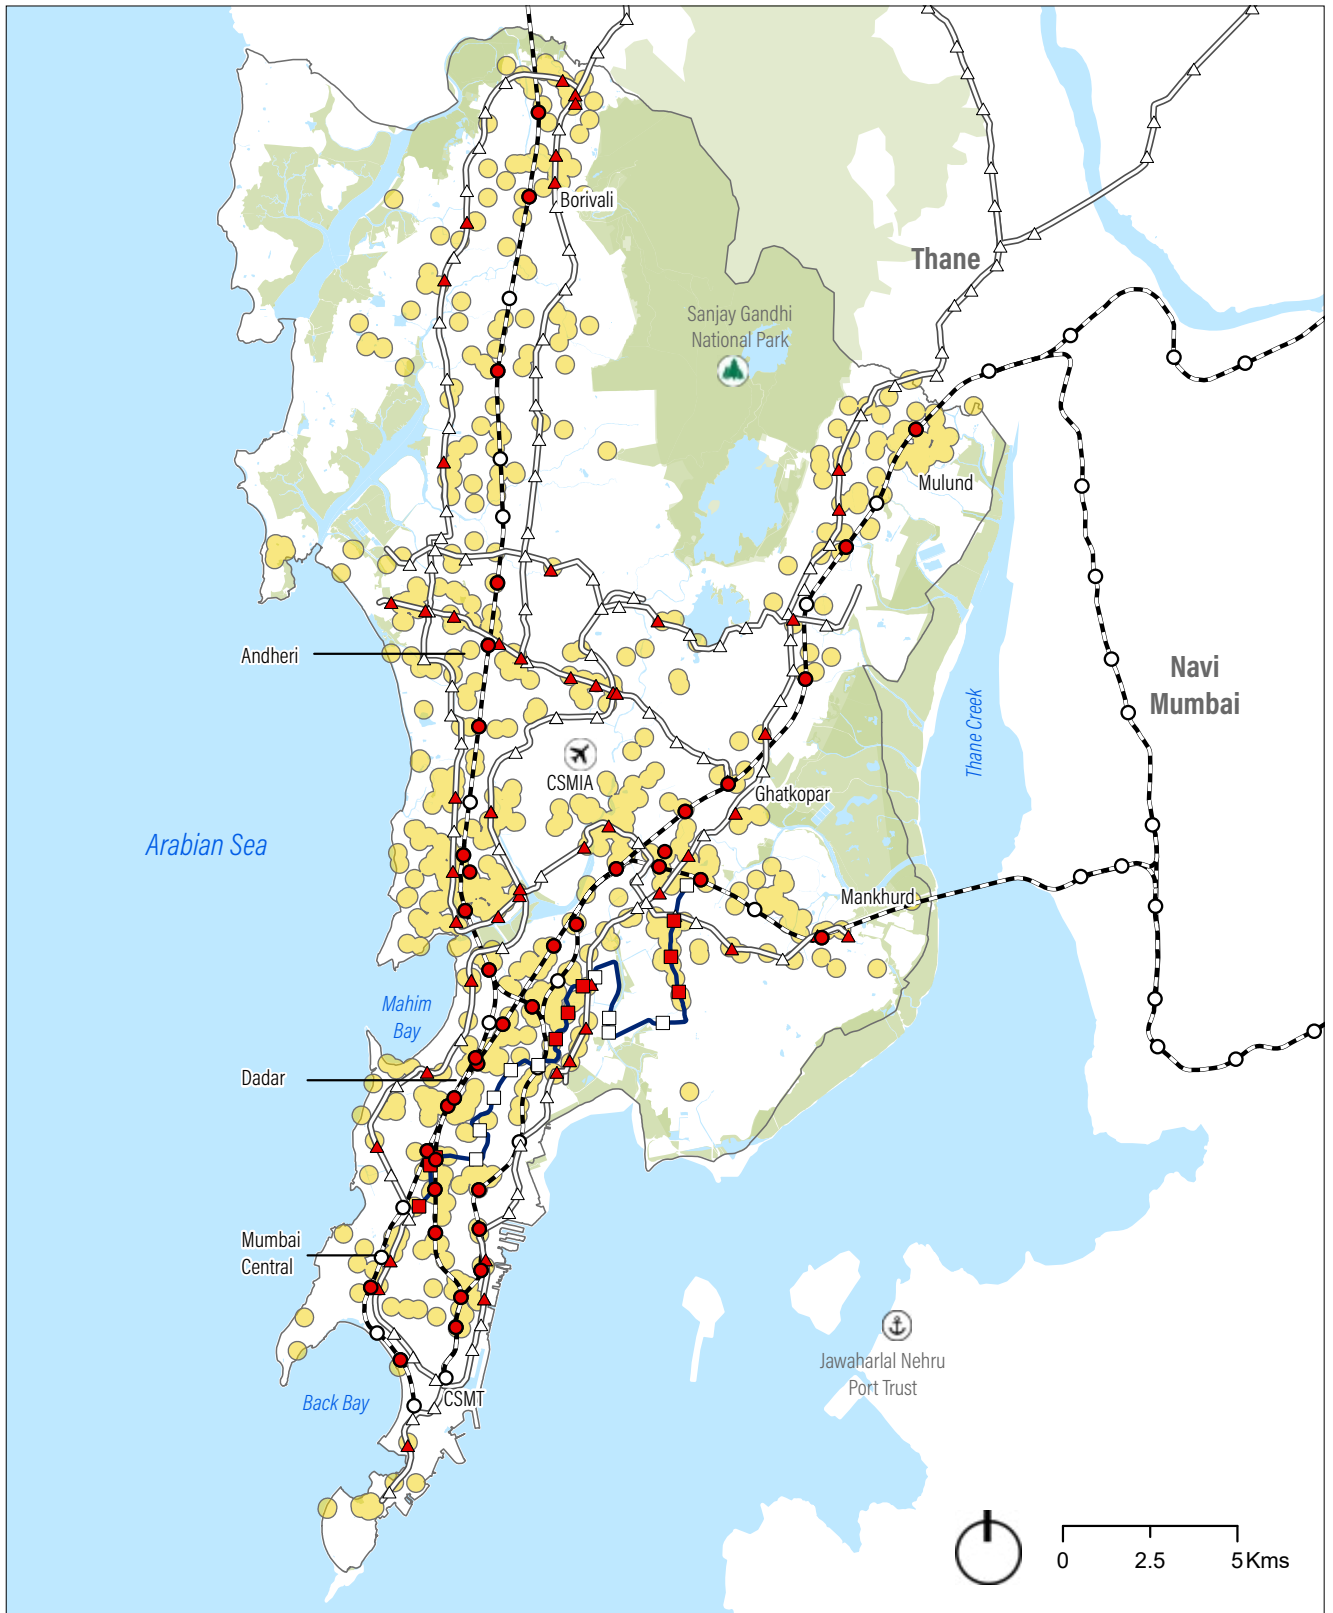 Borivali
Thane
Sanjay Gandhi
National Park
Mulund
Andheri
Navi
Mumbai
Thane Creek
CSMIA
Ghatkopar
Arabian Sea
Mankhurd
Mahim
Bay
Dadar
Mumbai
Central
Jawaharlal Nehru
Port Trust
Back Bay
CSMT
0 2.5 5 Kms